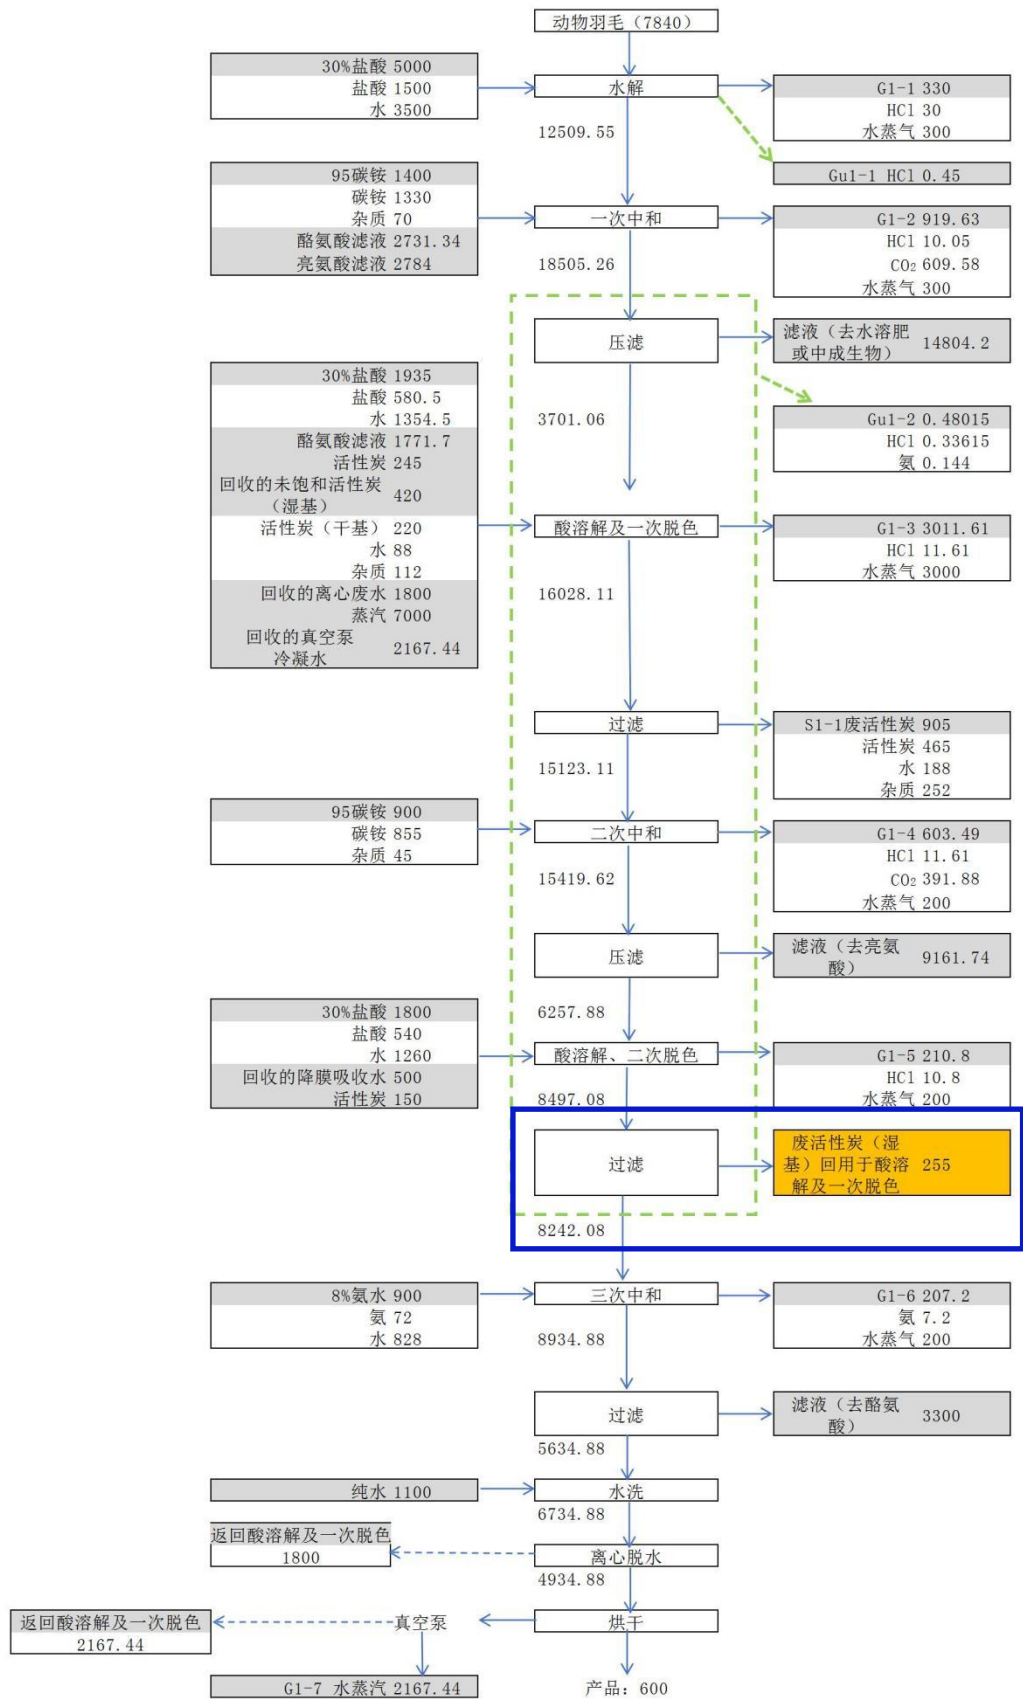 动物羽毛（7840）
30%盐酸 5000
盐酸 1500
水 3500
水解
G1-1 330
HCl 30
水蒸气 300
12509.55
Gu1-1 HCl 0.45
95碳铵 1400
碳铵 1330
杂质 70
酪氨酸滤液 2731.34
亮氨酸滤液 2784
一次中和
G1-2 919.63
HCl 10.05
CO₂ 609.58
水蒸气 300
18505.26
压滤
滤液（去水溶肥
或中成生物）
14804.2
3701.06
Gu1-2 0.48015
HCl 0.33615
氨 0.144
30%盐酸 1935
盐酸 580.5
水 1354.5
酪氨酸滤液 1771.7
活性炭 245
回收的未饱和活性炭
（湿基）
420
活性炭（干基） 220
水 88
杂质 112
回收的离心废水 1800
蒸汽 7000
回收的真空泵
冷凝水
2167.44
酸溶解及一次脱色
G1-3 3011.61
HCl 11.61
水蒸气 3000
16028.11
过滤
S1-1废活性炭 905
活性炭 465
水 188
杂质 252
15123.11
95碳铵 900
碳铵 855
杂质 45
二次中和
G1-4 603.49
HCl 11.61
CO₂ 391.88
水蒸气 200
15419.62
压滤
滤液（去亮氨
酸）
9161.74
6257.88
30%盐酸 1800
盐酸 540
水 1260
回收的降膜吸收水 500
活性炭 150
酸溶解、二次脱色
G1-5 210.8
HCl 10.8
水蒸气 200
8497.08
过滤
废活性炭（湿
基）回用于酸溶
解及一次脱色
255
8242.08
8%氨水 900
氨 72
水 828
三次中和
G1-6 207.2
氨 7.2
水蒸气 200
8934.88
过滤
滤液（去酪氨
酸）
3300
5634.88
纯水 1100
水洗
6734.88
返回酸溶解及一次脱色
1800
离心脱水
4934.88
返回酸溶解及一次脱色
2167.44
真空泵
烘干
G1-7 水蒸汽 2167.44
产品：600